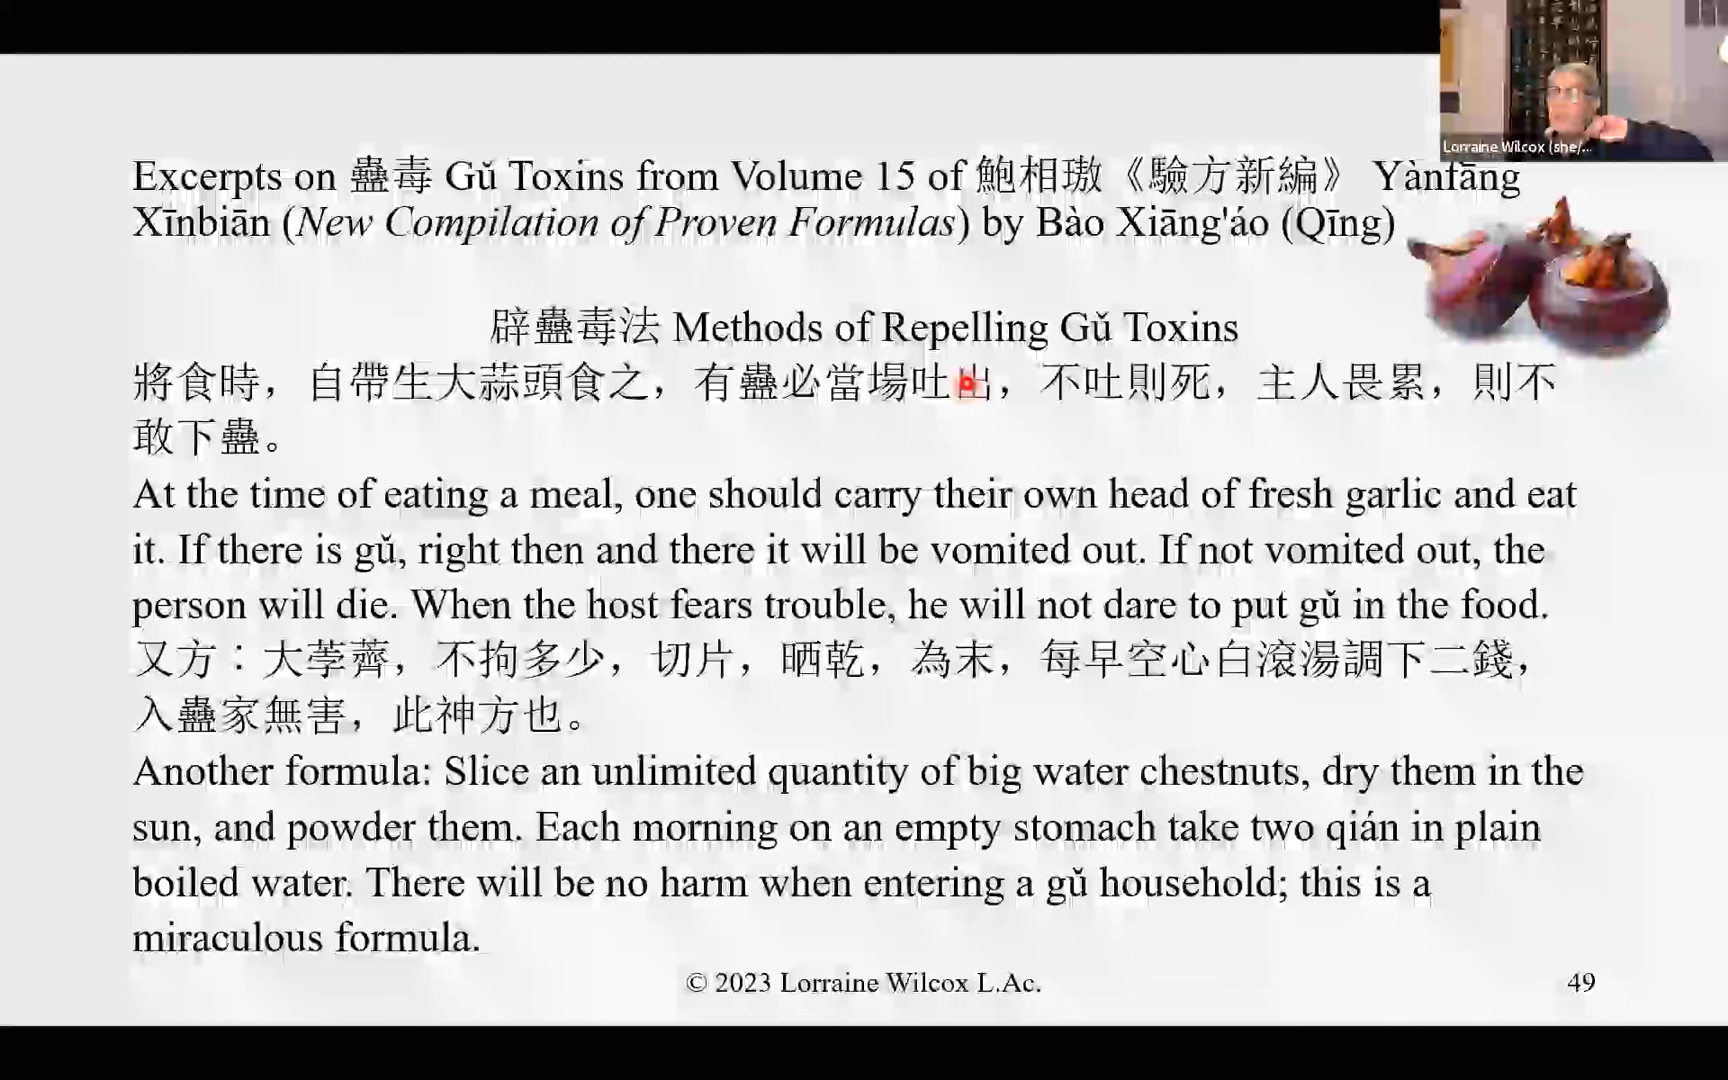 Lorraine Wilcox (she/...
Excerpts on 蠱毒 Gǔ Toxins from Volume 15 of 鮑相璈《驗方新編》 Yànfāng
Xīnbiān (New Compilation of Proven Formulas) by Bào Xiāng'áo (Qīng)
辟蠱毒法 Methods of Repelling Gǔ Toxins
將食時，自帶生大蒜頭食之，有蠱必當場吐出，不吐則死，主人畏累，則不
敢下蠱。
At the time of eating a meal, one should carry their own head of fresh garlic and eat
it. If there is gǔ, right then and there it will be vomited out. If not vomited out, the
person will die. When the host fears trouble, he will not dare to put gǔ in the food.
又方：大荸薺，不拘多少，切片，晒乾，為末，每早空心白滾湯調下二錢，
入蠱家無害，此神方也。
Another formula: Slice an unlimited quantity of big water chestnuts, dry them in the
sun, and powder them. Each morning on an empty stomach take two qián in plain
boiled water. There will be no harm when entering a gǔ household; this is a
miraculous formula.
© 2023 Lorraine Wilcox L.Ac.
49